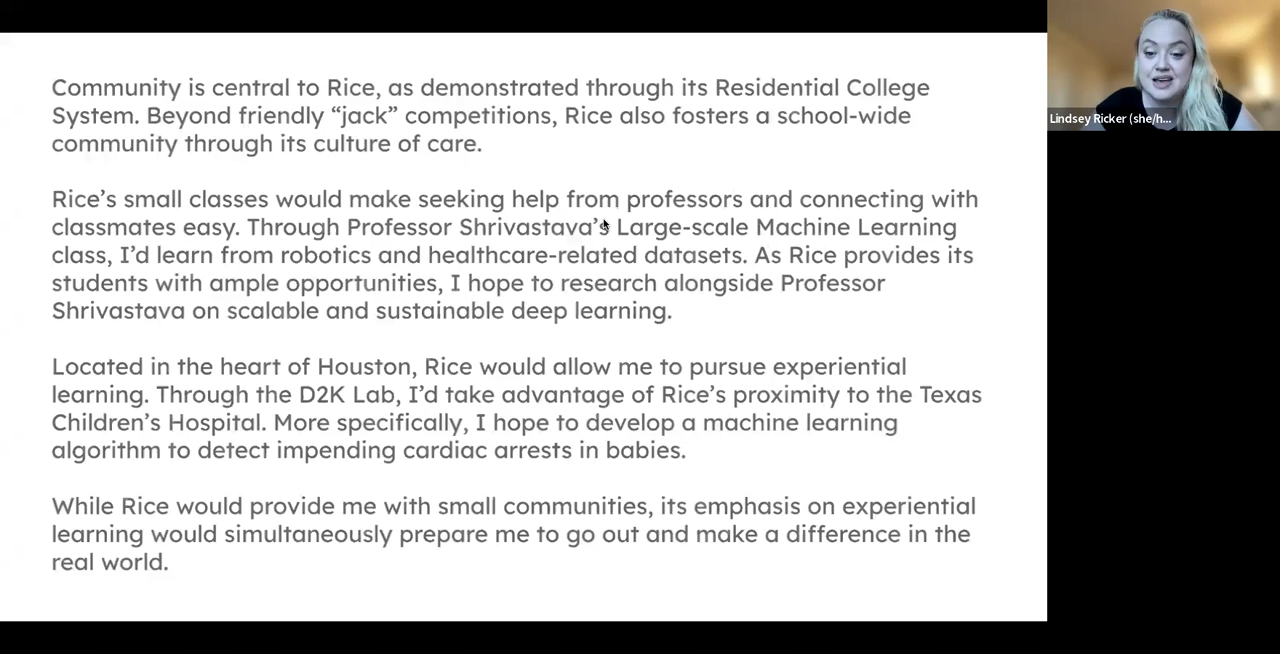 Community is central to Rice, as demonstrated through its Residential College
System. Beyond friendly “jack” competitions, Rice also fosters a school-wide
community through its culture of care.
Rice’s small classes would make seeking help from professors and connecting with
classmates easy. Through Professor Shrivastava’s Large-scale Machine Learning
class, I’d learn from robotics and healthcare-related datasets. As Rice provides its
students with ample opportunities, I hope to research alongside Professor
Shrivastava on scalable and sustainable deep learning.
Located in the heart of Houston, Rice would allow me to pursue experiential
learning. Through the D2K Lab, I’d take advantage of Rice’s proximity to the Texas
Children’s Hospital. More specifically, I hope to develop a machine learning
algorithm to detect impending cardiac arrests in babies.
While Rice would provide me with small communities, its emphasis on experiential
learning would simultaneously prepare me to go out and make a difference in the
real world.
Lindsey Ricker (she/h...